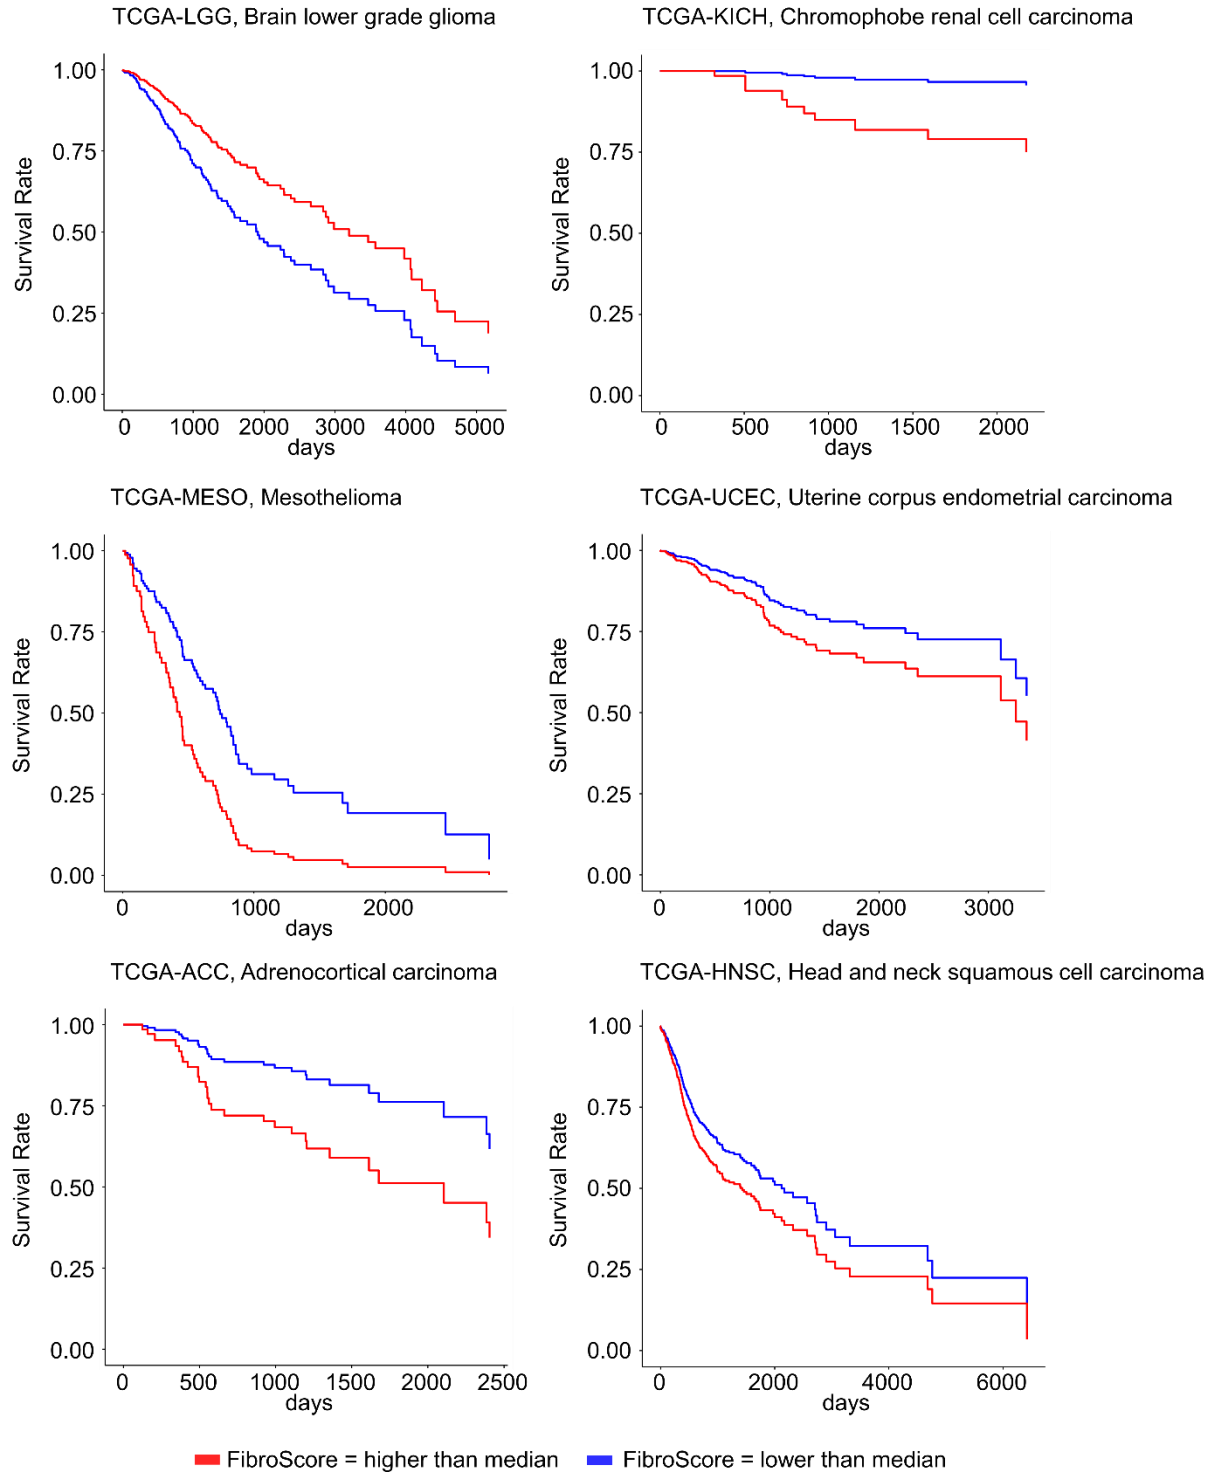 TCGA-LGG, Brain lower grade glioma
1.00
0.75
0.50
0.25
0.00
Survival Rate
0 1000 2000 3000 4000 5000
days
TCGA-KICH, Chromophobe renal cell carcinoma
1.00
0.75
0.50
0.25
0.00
Survival Rate
0 500 1000 1500 2000
days
TCGA-MESO, Mesothelioma
1.00
0.75
0.50
0.25
0.00
Survival Rate
0 1000 2000
days
TCGA-UCEC, Uterine corpus endometrial carcinoma
1.00
0.75
0.50
0.25
0.00
Survival Rate
0 1000 2000 3000
days
TCGA-ACC, Adrenocortical carcinoma
1.00
0.75
0.50
0.25
0.00
Survival Rate
0 500 1000 1500 2000 2500
days
TCGA-HNSC, Head and neck squamous cell carcinoma
1.00
0.75
0.50
0.25
0.00
Survival Rate
0 2000 4000 6000
days
FibroScore = higher than median
FibroScore = lower than median